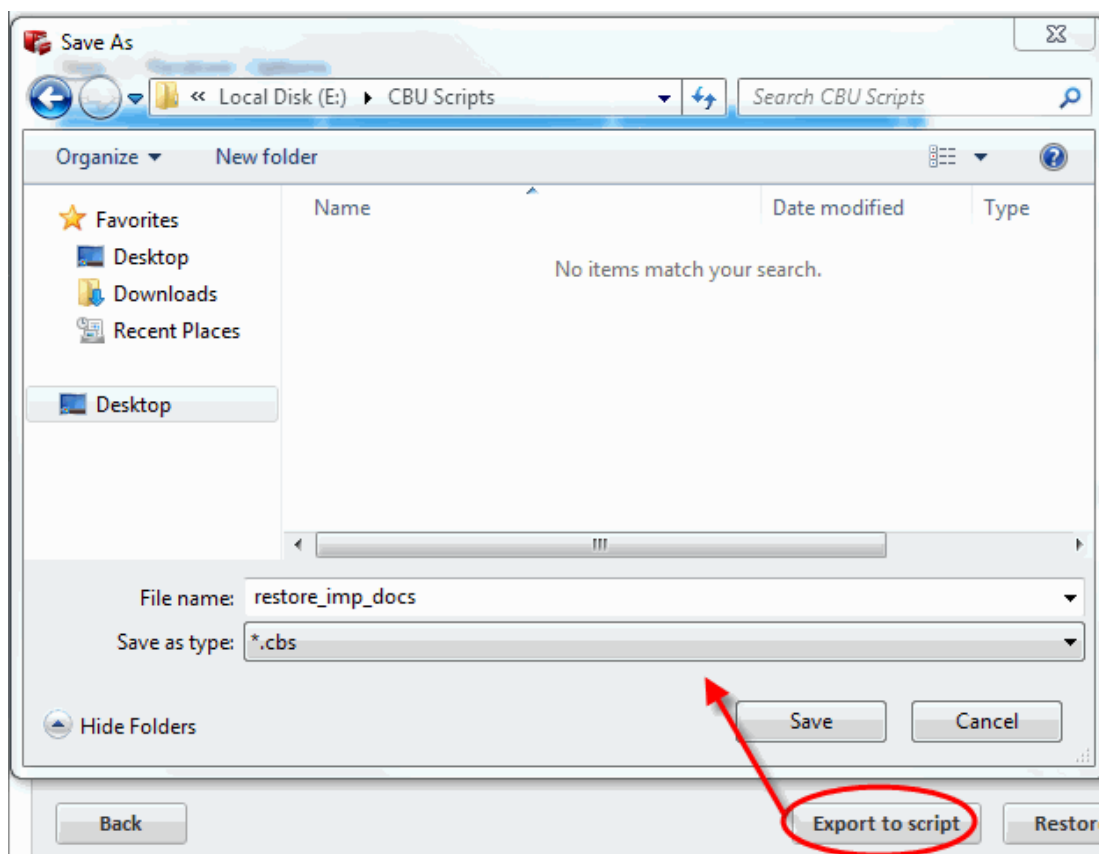 Save As
« Local Disk (E:) CBU Scripts Search CBU Scripts
Organize New folder
Name Date modified Type
Favorites
Desktop
Downloads
Recent Places
Desktop
No items match your search.
File name: restore_imp_docs
Save as type: *.cbs
Hide Folders Save Cancel
Back Export to script Restor